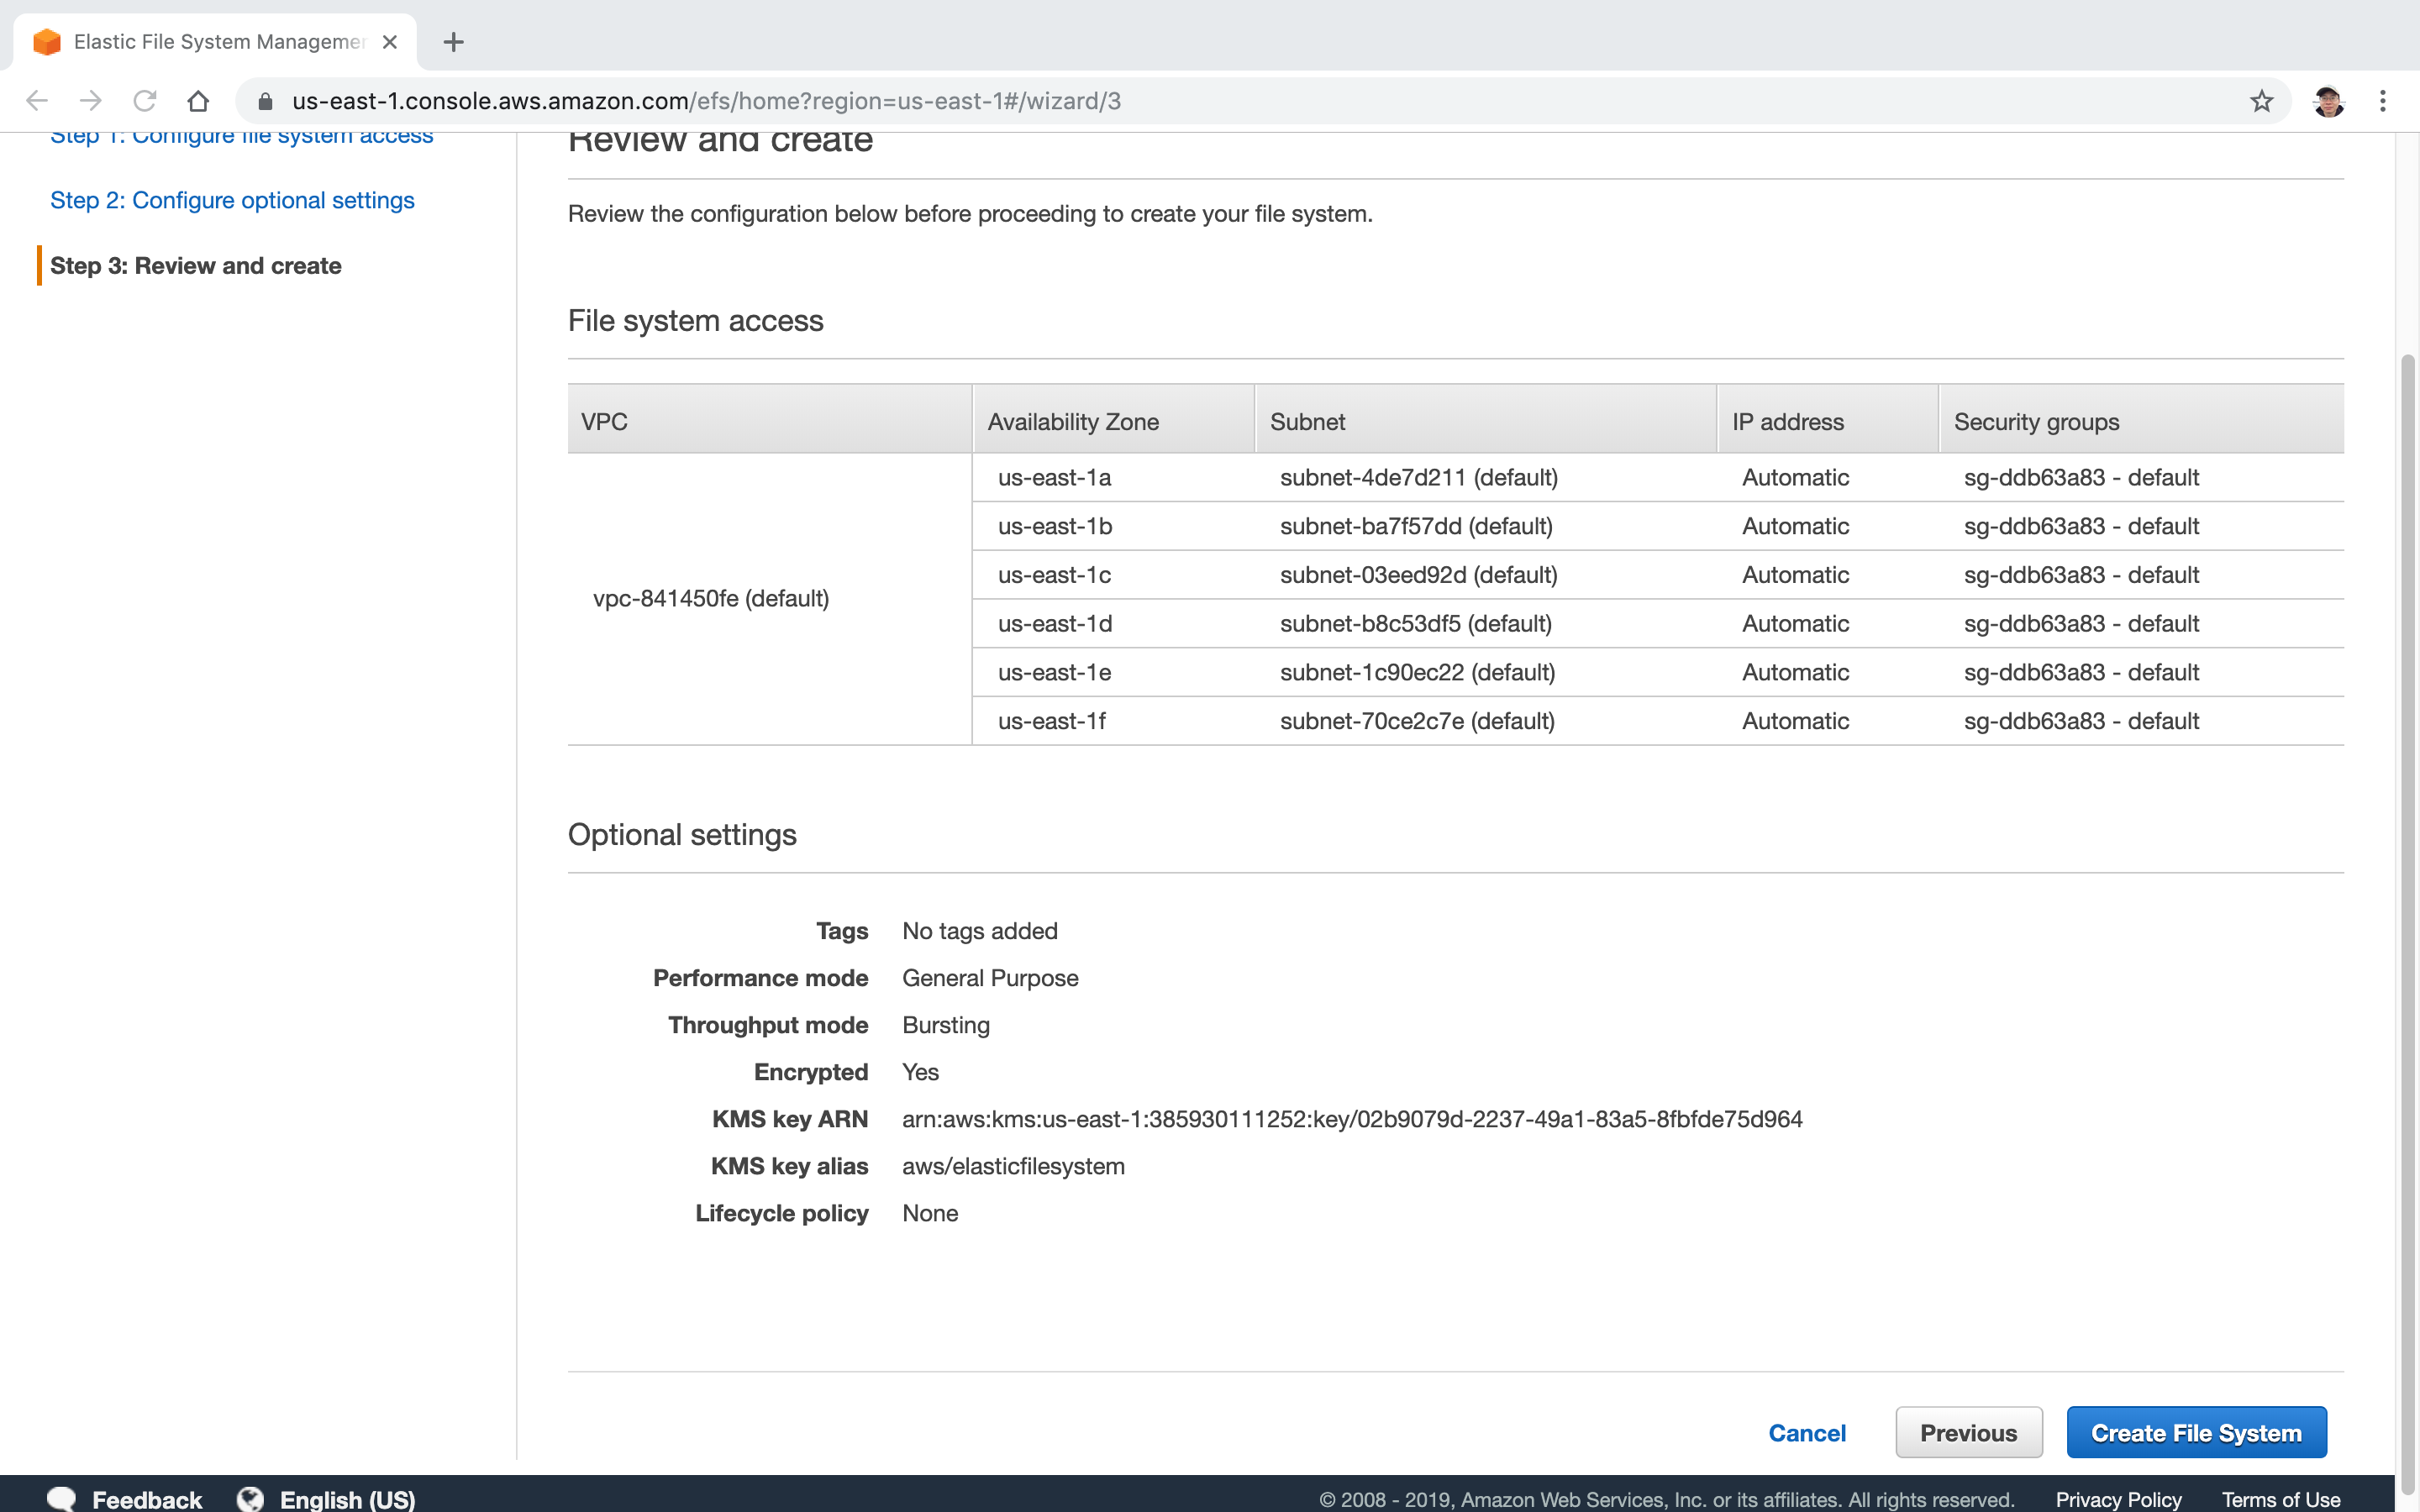 Elastic File System Managemen
us-east-1.console.aws.amazon.com/efs/home?region=us-east-1#/wizard/3
Step 1: Configure file system access
Step 2: Configure optional settings
Step 3: Review and create
Review and create
Review the configuration below before proceeding to create your file system.
File system access
VPC Availability Zone Subnet IP address Security groups
us-east-1a subnet-4de7d211 (default) Automatic sg-ddb63a83 - default
us-east-1b subnet-ba7f57dd (default) Automatic sg-ddb63a83 - default
us-east-1c subnet-03eed92d (default) Automatic sg-ddb63a83 - default
vpc-841450fe (default)
us-east-1d subnet-b8c53df5 (default) Automatic sg-ddb63a83 - default
us-east-1e subnet-1c90ec22 (default) Automatic sg-ddb63a83 - default
us-east-1f subnet-70ce2c7e (default) Automatic sg-ddb63a83 - default
Optional settings
Tags No tags added
Performance mode General Purpose
Throughput mode Bursting
Encrypted Yes
KMS key ARN arn:aws:kms:us-east-1:385930111252:key/02b9079d-2237-49a1-83a5-8fbfde75d964
KMS key alias aws/elasticfilesystem
Lifecycle policy None
Cancel Previous Create File System
Feedback English (US) © 2008 - 2019, Amazon Web Services, Inc. or its affiliates. All rights reserved. Privacy Policy Terms of Use